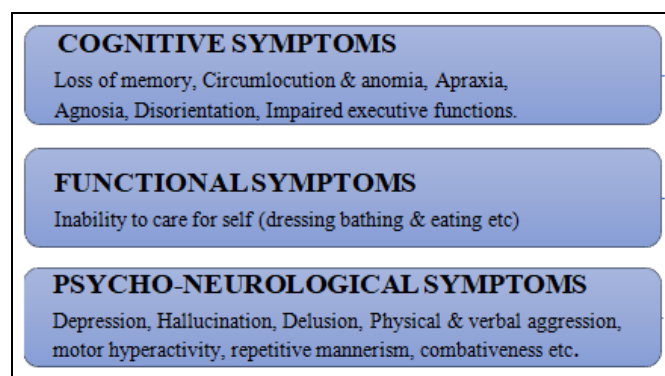 COGNITIVE SYMPTOMS
Loss of memory, Circumlocution & anomia, Apraxia,
Agnosia, Disorientation, Impaired executive functions.
FUNCTIONAL SYMPTOMS
Inability to care for self (dressing bathing & eating etc)
PSYCHO-NEUROLOGICAL SYMPTOMS
Depression, Hallucination, Delusion, Physical & verbal aggression,
motor hyperactivity, repetitive mannerism, combativeness etc.